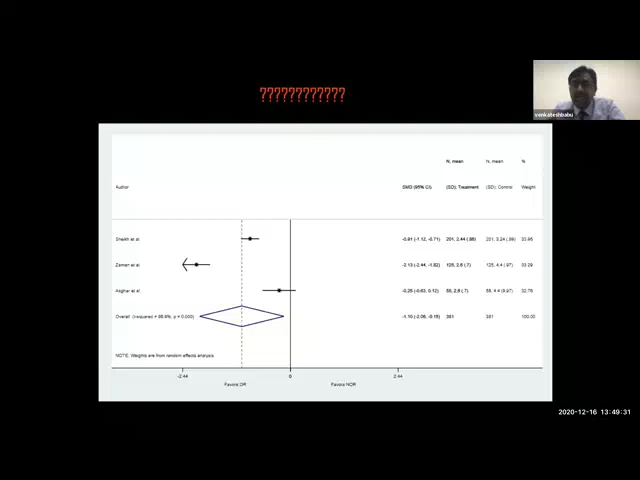 ????????????
venkateshbabu
N, mean N, mean %
Author SMD (95% CI) (SD); Treatment (SD); Control Weight
Sheikh et al. -0.91 (-1.12, -0.71) 201, 2.44 (.86) 201, 3.24 (.89) 33.95
Zaman et al. -2.13 (-2.44, -1.82) 125, 2.6 (.7) 125, 4.4 (.97) 33.29
Asghar et al. -0.25 (-0.63, 0.12) 55, 2.6 (.7) 55, 4.4 (9.97) 32.76
Overall (I-squared = 96.6%, p = 0.000) -1.10 (-2.06, -0.15) 381 381 100.00
NOTE: Weights are from random effects analysis
-2.44 0 2.44
Favors DR Favors NDR
2020-12-16 13:49:31